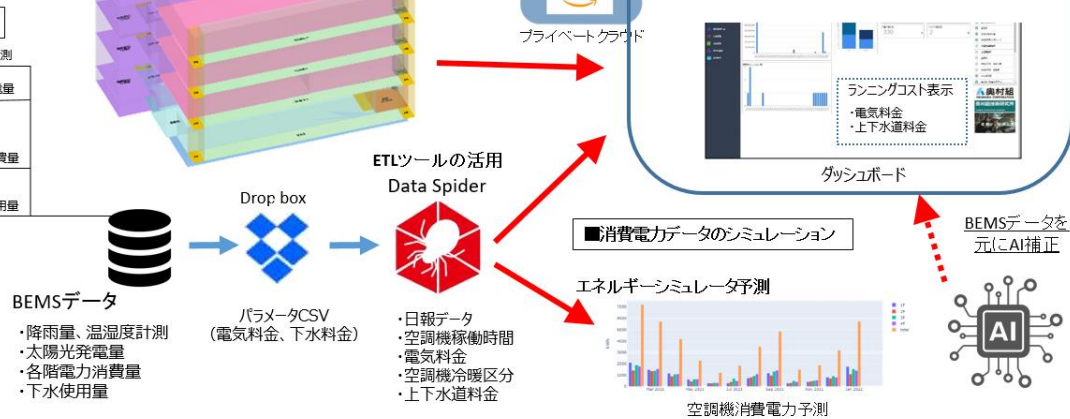 測
量
費量
用量
プライベートクラウド
ランニングコスト表示
・電気料金
・上下水道料金
奥村組
ダッシュボード
ETLツールの活用
Data Spider
Drop box
■消費電力データのシミュレーション
BEMSデータを
元にAI補正
エネルギーシミュレータ予測
AI
BEMSデータ
・降雨量、温湿度計測
・太陽光発電量
・各階電力消費量
・下水使用量
パラメータCSV
(電気料金、下水料金)
・日報データ
・空調機稼働時間
・電気料金
・空調機冷暖区分
・上下水道料金
空調機消費電力予測